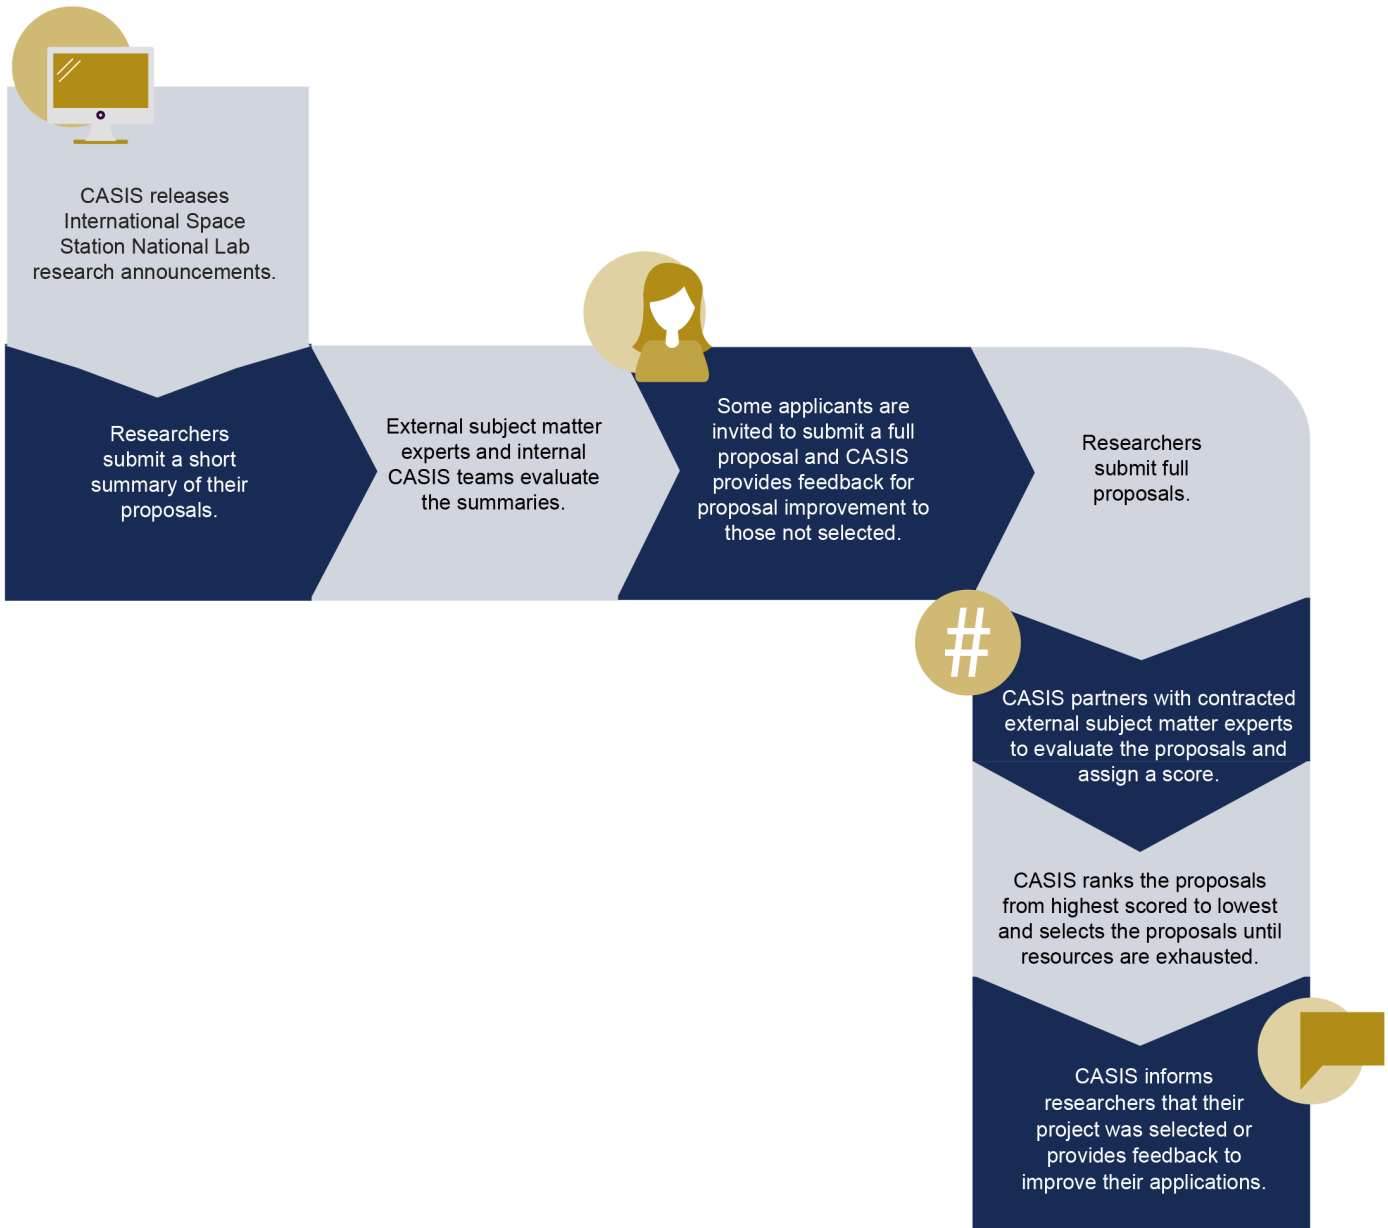 CASIS releases
International Space
Station National Lab
research announcements.
Researchers
submit a short
summary of their
proposals.
External subject matter
experts and internal
CASIS teams evaluate
the summaries.
Some applicants are
invited to submit a full
proposal and CASIS
provides feedback for
proposal improvement to
those not selected.
Researchers
submit full
proposals.
#
CASIS partners with contracted
external subject matter experts
to evaluate the proposals and
assign a score.
CASIS ranks the proposals
from highest scored to lowest
and selects the proposals until
resources are exhausted.
CASIS informs
researchers that their
project was selected or
provides feedback to
improve their applications.